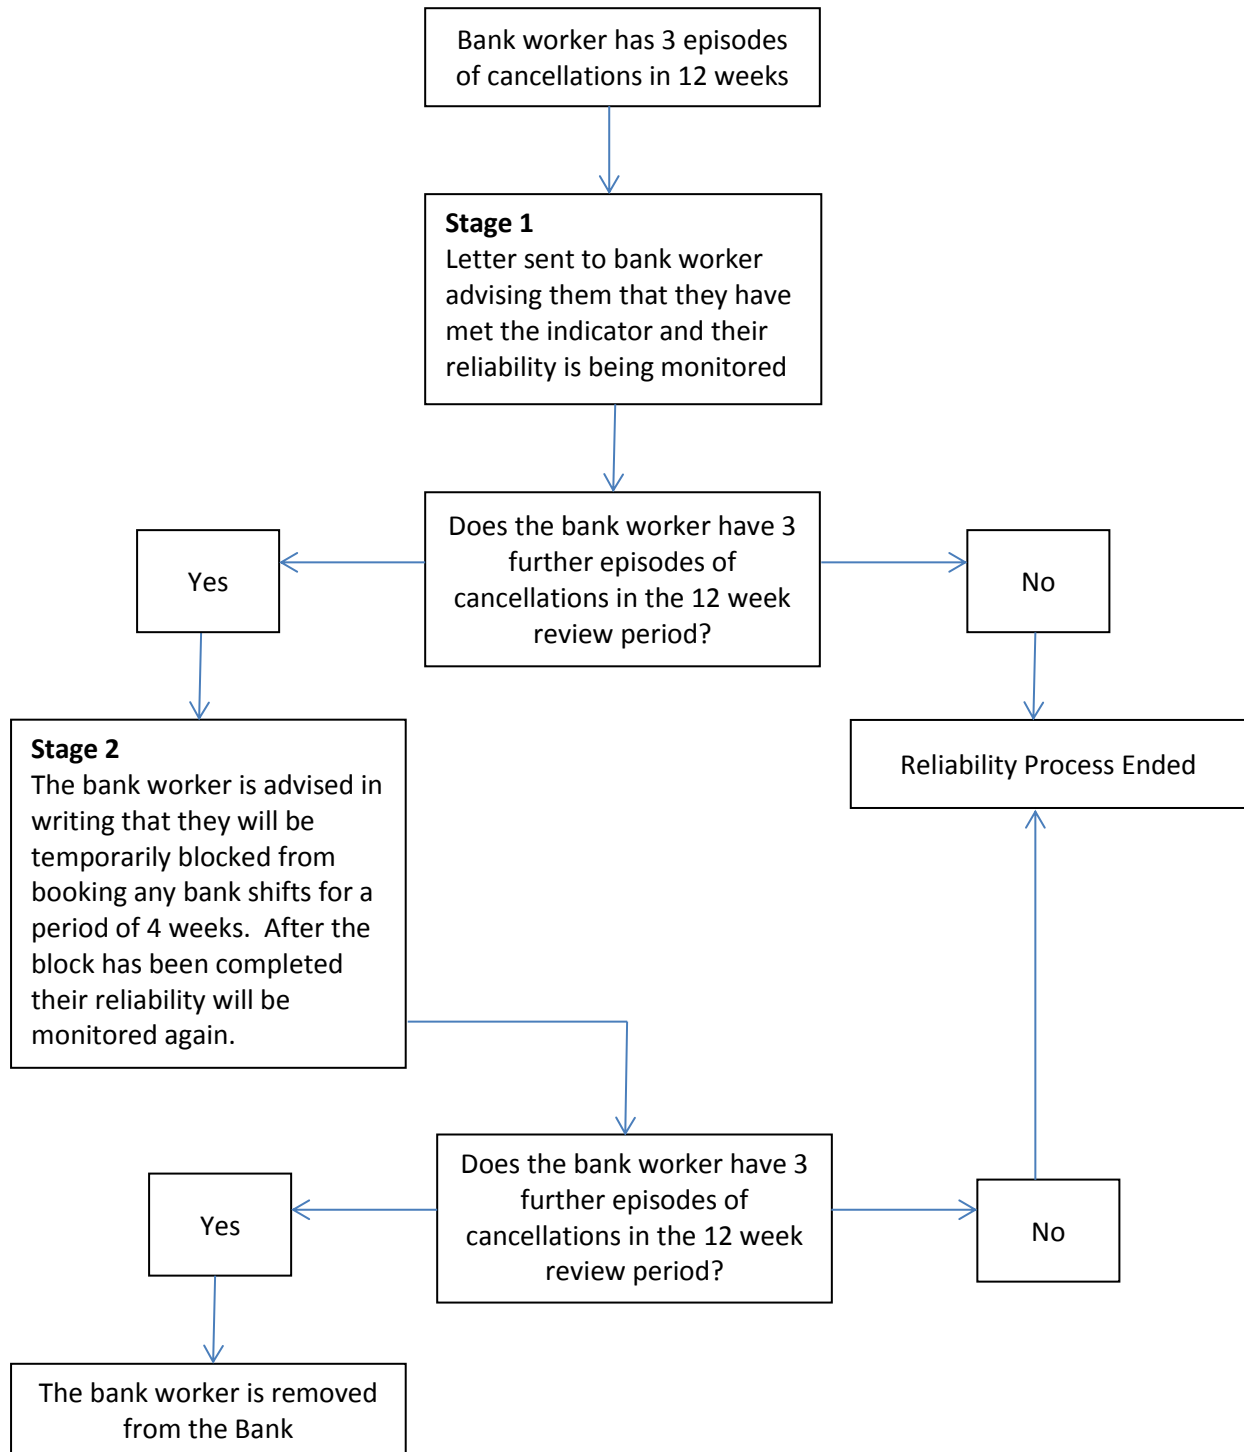 Bank worker has 3 episodes
of cancellations in 12 weeks
Stage 1
Letter sent to bank worker
advising them that they have
met the indicator and their
reliability is being monitored
Does the bank worker have 3
further episodes of
cancellations in the 12 week
review period?
Yes
No
Stage 2
The bank worker is advised in
writing that they will be
temporarily blocked from
booking any bank shifts for a
period of 4 weeks.  After the
block has been completed
their reliability will be
monitored again.
Reliability Process Ended
Does the bank worker have 3
further episodes of
cancellations in the 12 week
review period?
Yes
No
The bank worker is removed
from the Bank